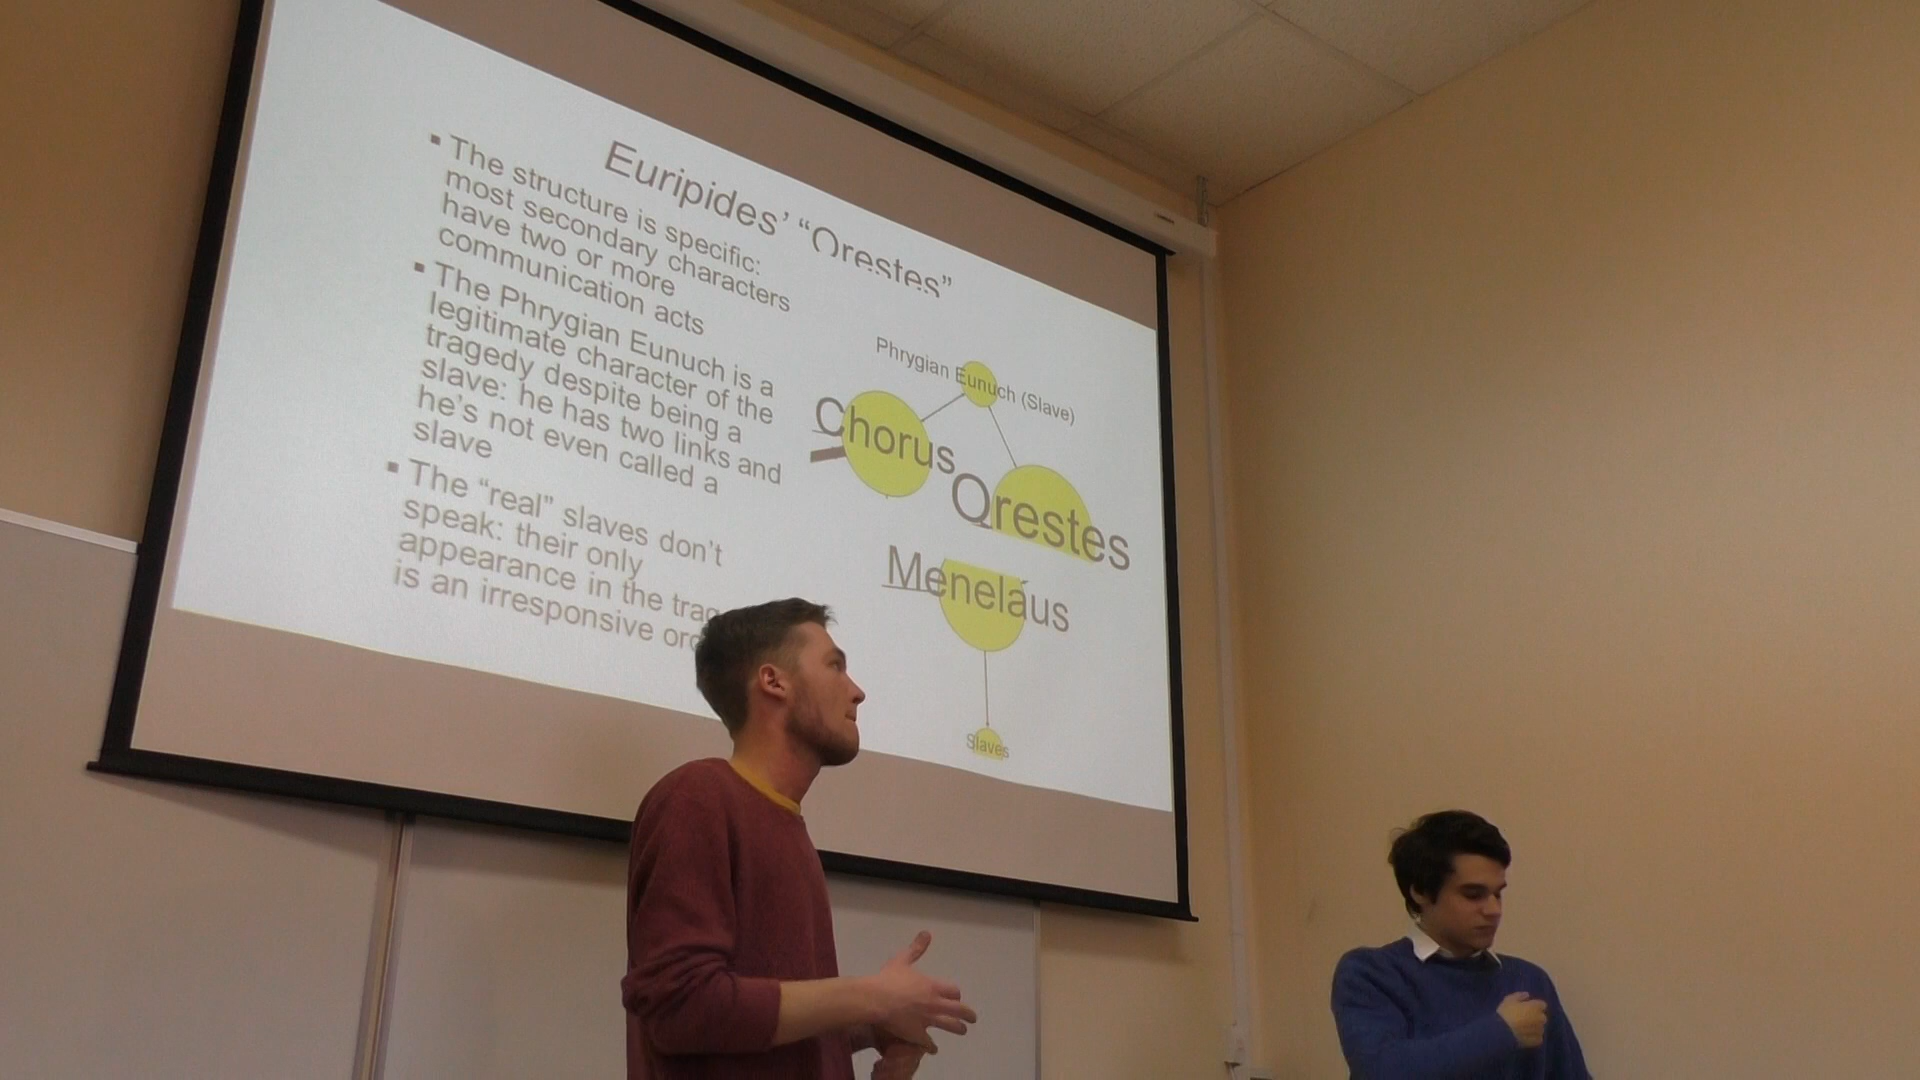 Euripides’ “Orestes”
▪ The structure is specific:
most secondary characters
have two or more
communication acts
▪ The Phrygian Eunuch is a
legitimate character of the
tragedy despite being a
slave: he has two links and
he’s not even called a
slave
▪ The “real” slaves don’t
speak: their only
appearance in the
is an irresponsive
Phrygian Eunuch (Slave)
Chorus
Orestes
Menelaus
Slaves